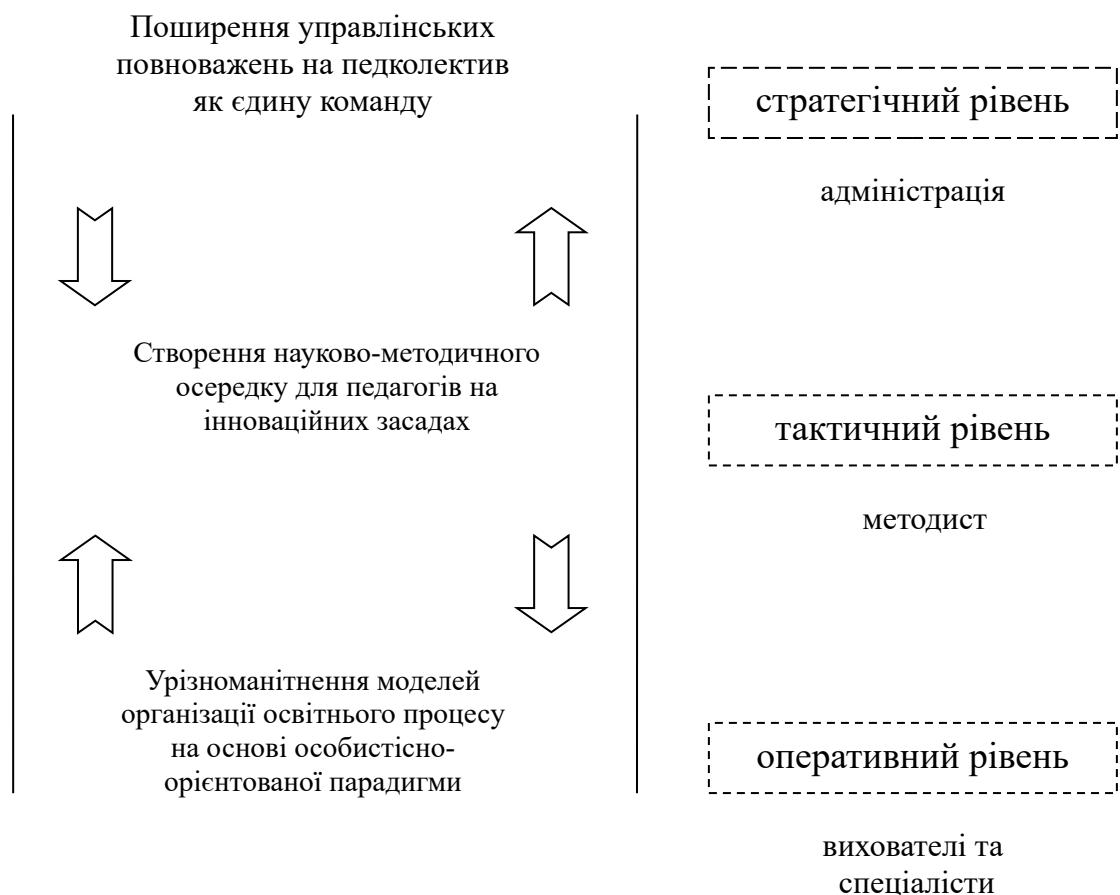 Поширення управлінських
повноважень на педколектив
як єдину команду
стратегічний рівень
адміністрація
Створення науково-методичного
осередку для педагогів на
інноваційних засадах
тактичний рівень
методист
Урізноманітнення моделей
організації освітнього процесу
на основі особистісно-
орієнтованої парадигми
оперативний рівень
вихователі та
спеціалісти